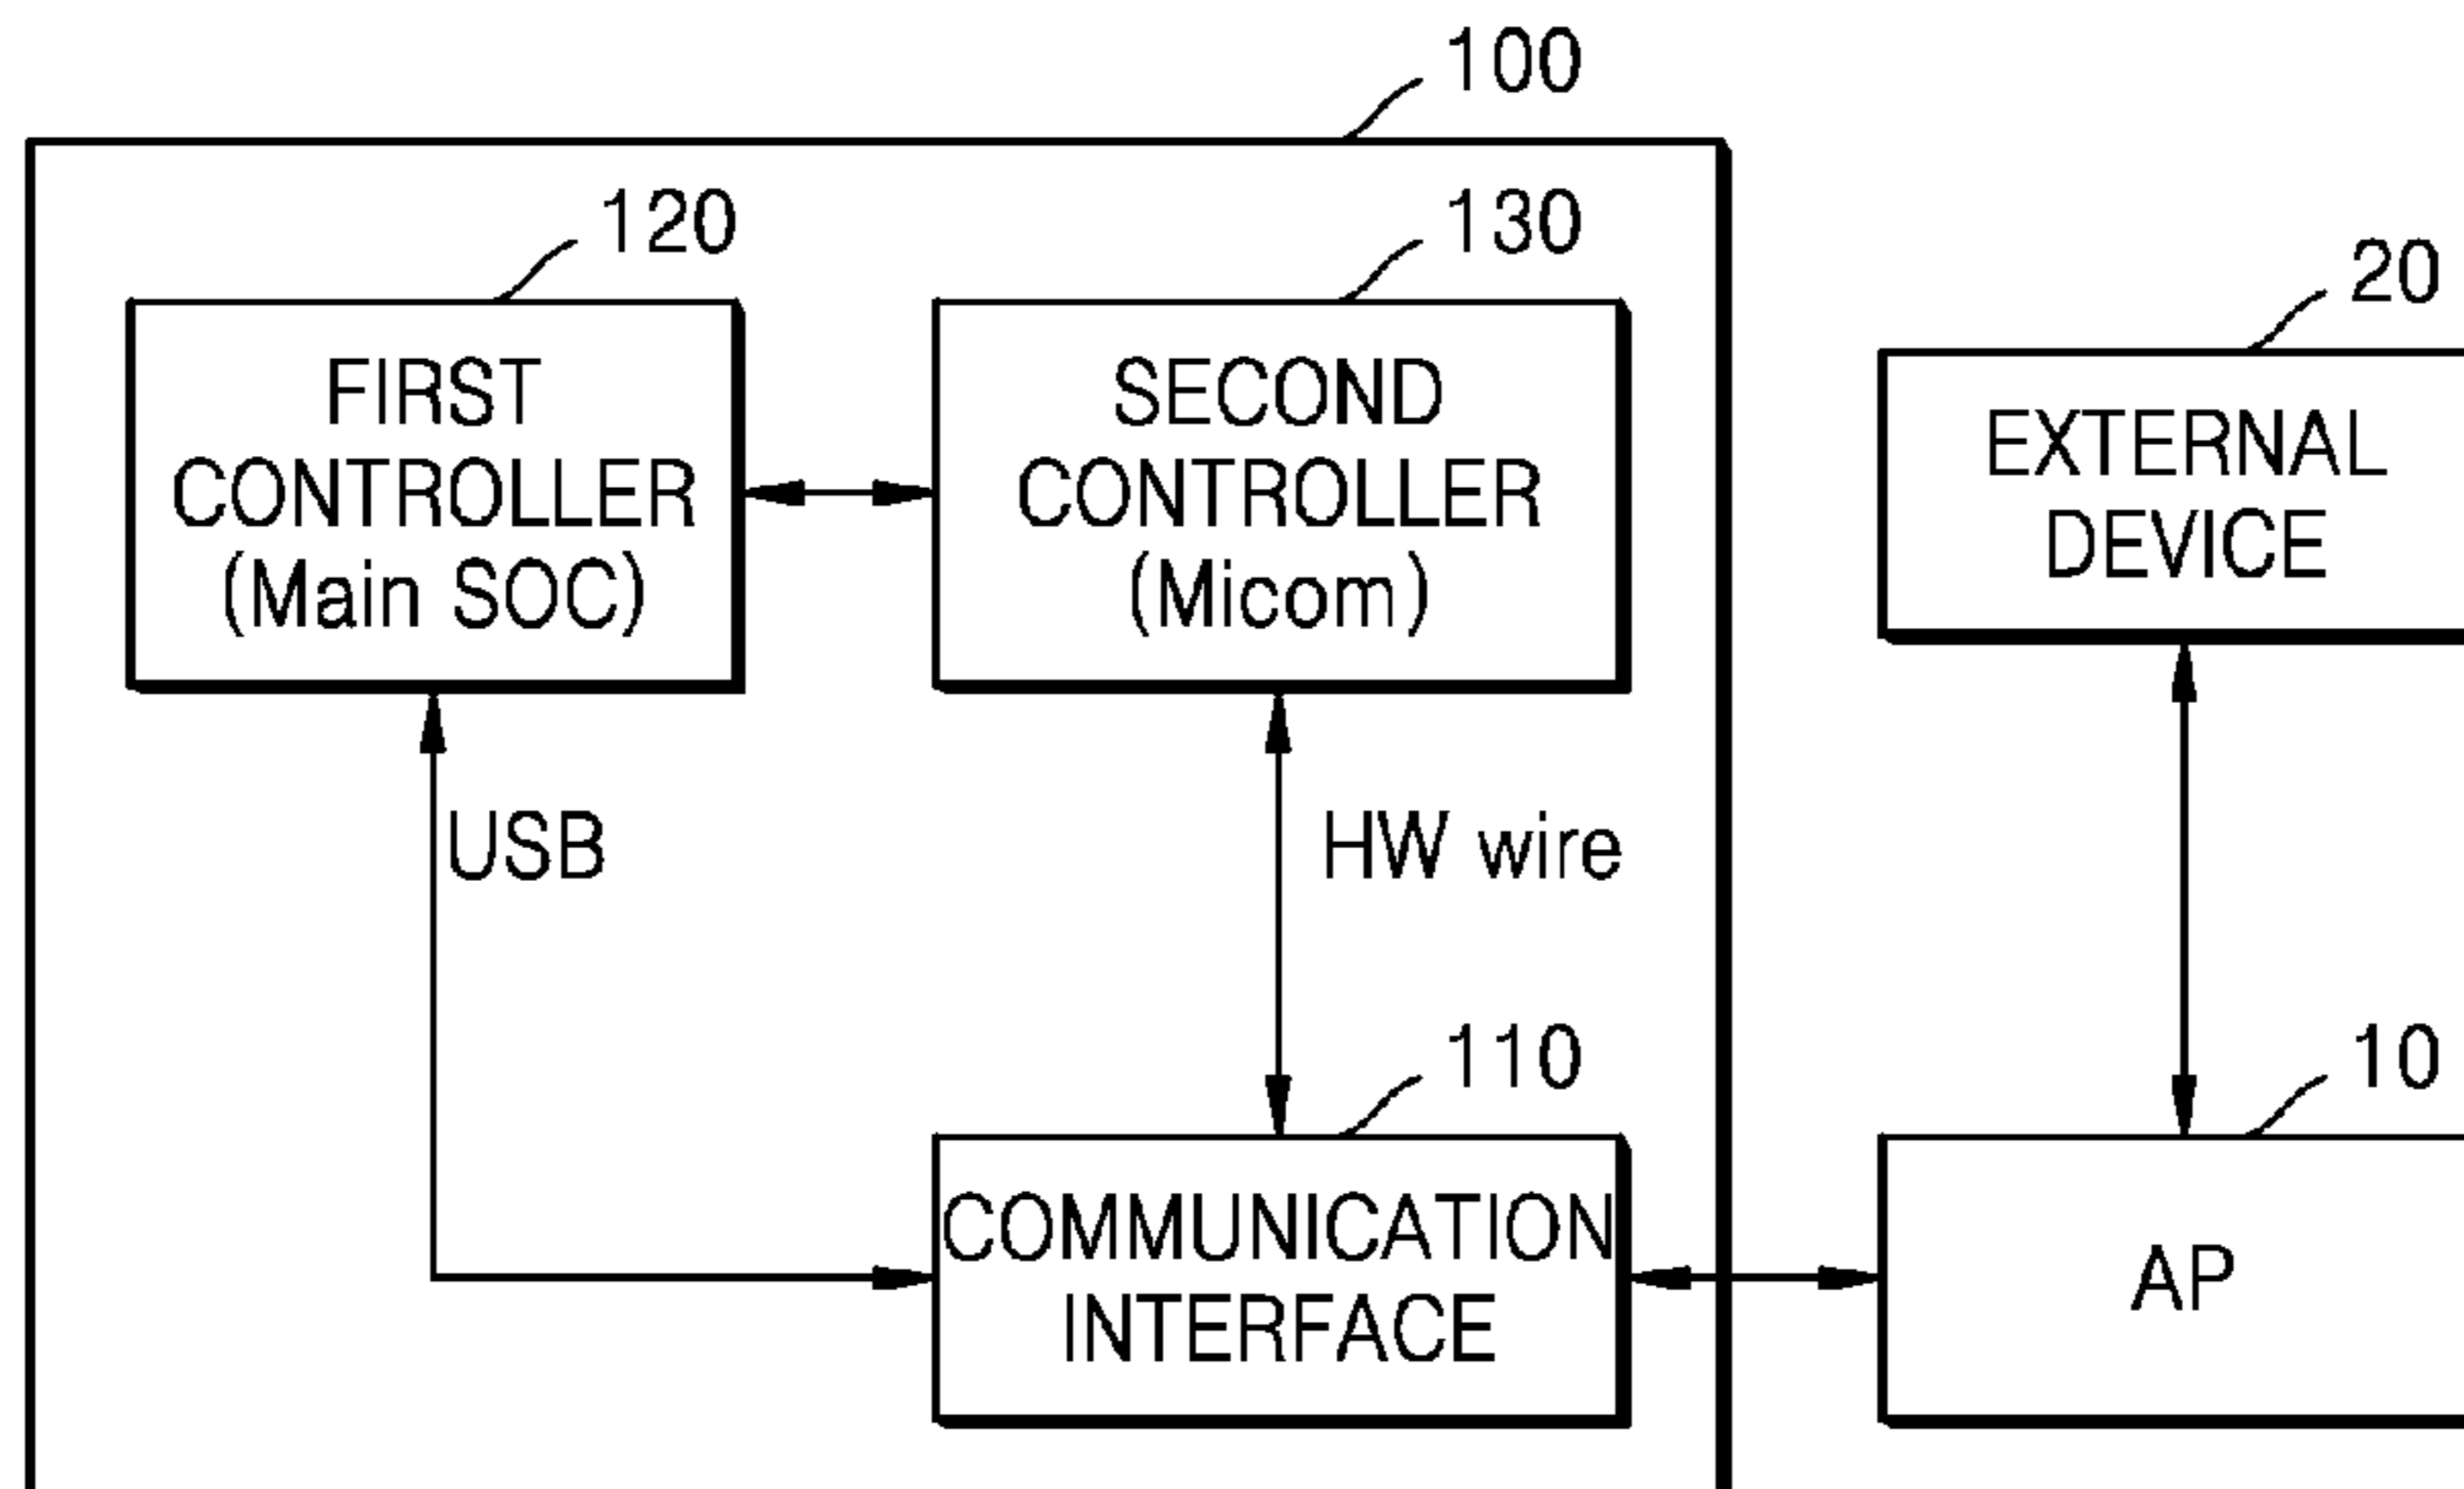 100
120
130
20
FIRST
CONTROLLER
(Main SOC)
SECOND
CONTROLLER
(Micom)
EXTERNAL
DEVICE
USB
HW wire
110
10
COMMUNICATION
INTERFACE
AP